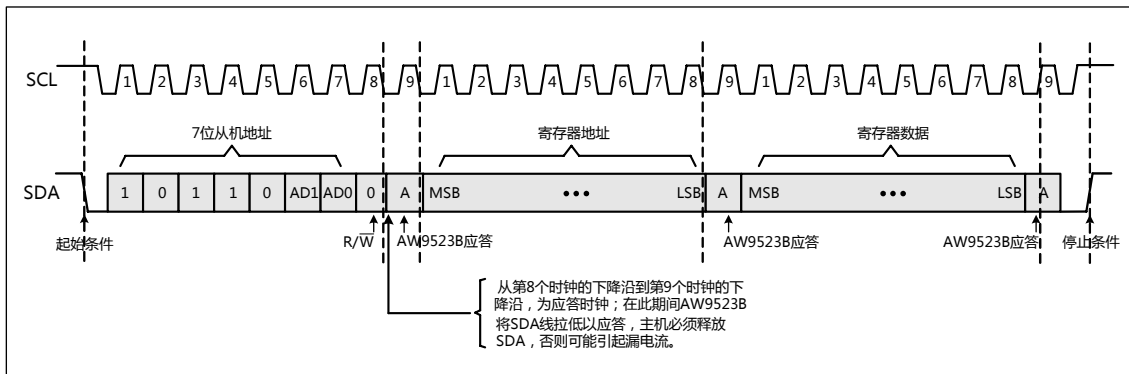 SCL 1 2 3 4 5 6 7 8 9 1 2 3 4 5 6 7 8 9 1 2 3 4 5 6 7 8 9
7位从机地址 寄存器地址 寄存器数据
SDA 1 0 1 1 0 AD1 AD0 0 A MSB ••• LSB A MSB ••• LSB A
起始条件 R/W̅ AW9523B应答 AW9523B应答 AW9523B应答 停止条件
从第8个时钟的下降沿到第9个时钟的下
降沿，为应答时钟；在此期间AW9523B
将SDA线拉低以应答，主机必须释放
SDA，否则可能引起漏电流。